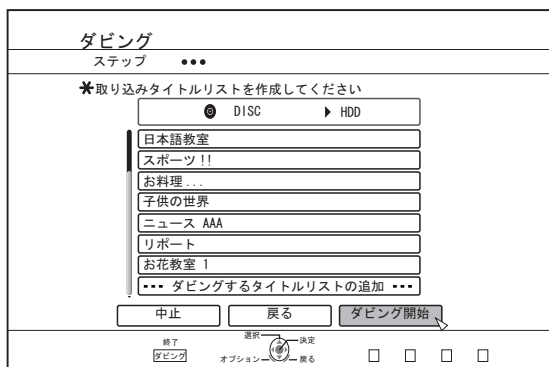 ダビング
ステップ ●●●
*取り込みタイトルリストを作成してください
DISC ▶ HDD
日本語教室
スポーツ !!
お料理 ...
子供の世界
ニュース AAA
リポート
お花教室 1
--- ダビングするタイトルリストの追加 ---
中止 戻る ダビング開始
終了 選択 決定
ダビング オプション 戻る